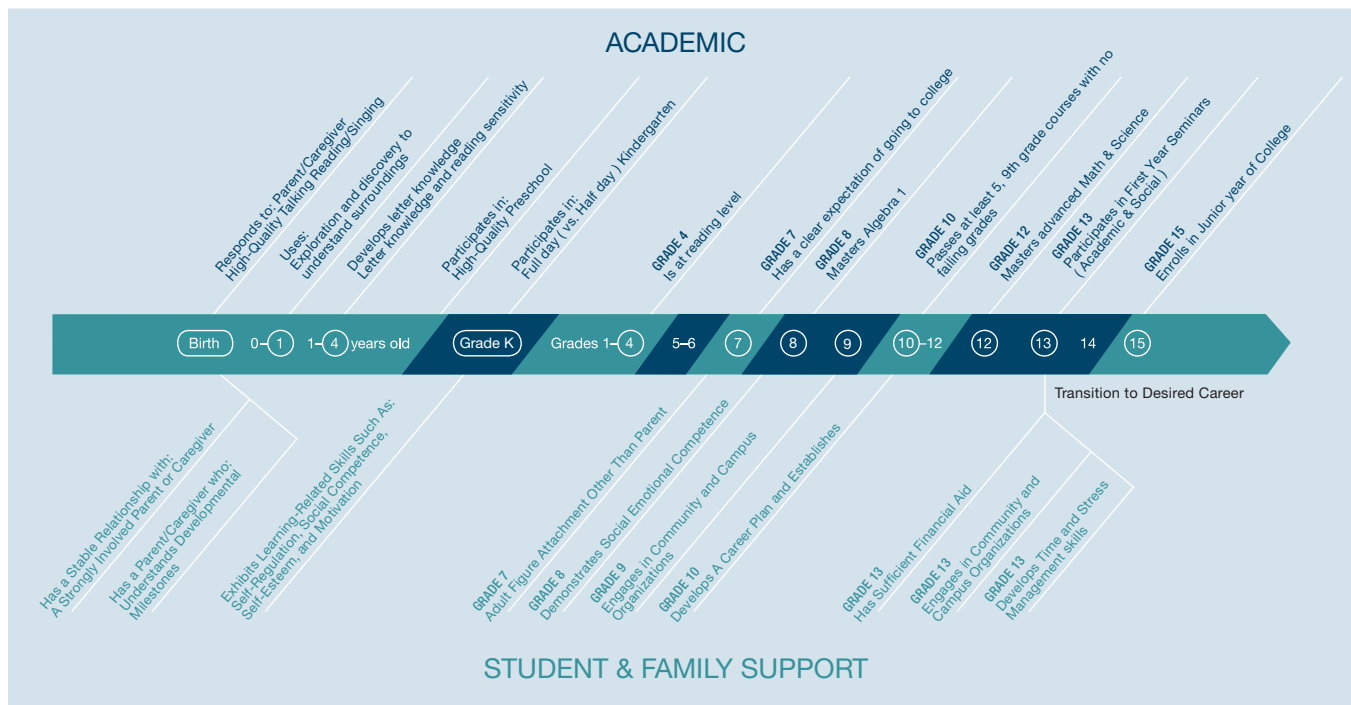 ACADEMIC
Responds to: Parent/Caregiver
High-Quality Talking Reading/Singing
Uses:
Exploration and discovery to
understand surroundings
Develops letter knowledge
Letter knowledge and reading sensitivity
Participates in:
High-Quality Preschool
Participates in:
Full day ( vs. Half day ) Kindergarten
GRADE 4
Is at reading level
GRADE 7
Has a clear expectation of going to college
GRADE 8
Masters Algebra 1
GRADE 10
Passes at least 5, 9th grade courses with no
failing grades
GRADE 12
Masters advanced Math & Science
GRADE 13
Participates in First Year Seminars
( Academic & Social )
GRADE 15
Enrolls in Junior year of College
Birth 0–1 1–4 years old Grade K Grades 1–4 5–6 7 8 9 10–12 12 13 14 15
Transition to Desired Career
Has a Stable Relationship with:
A Strongly Involved Parent or Caregiver
Has a Parent/Caregiver who:
Understands Developmental
Milestones
Exhibits Learning-Related Skills Such As:
Self-Regulation, Social Competence,
Self-Esteem, and Motivation
GRADE 7
Adult Figure Attachment Other Than Parent
GRADE 8
Demonstrates Social Emotional Competence
GRADE 9
Engages in Community and Campus
Organizations
GRADE 10
Develops A Career Plan and Establishes
GRADE 13
Has Sufficient Financial Aid
GRADE 13
Engages in Community and
Campus Organizations
GRADE 13
Develops Time and Stress
Management skills
STUDENT & FAMILY SUPPORT